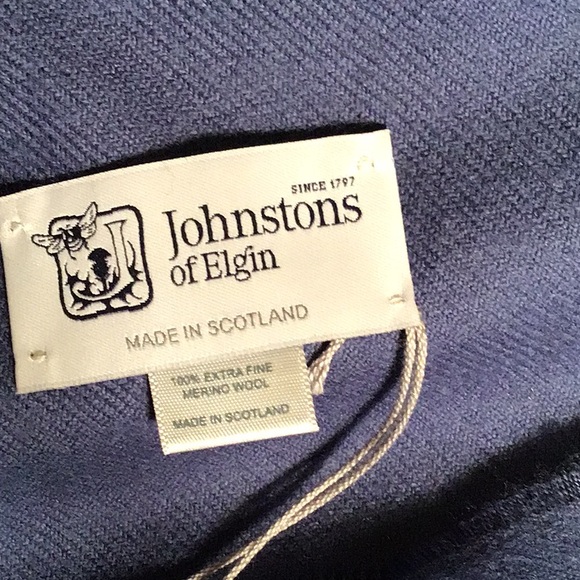 SINCE 1797
Johnstons
of Elgin
MADE IN SCOTLAND
100% EXTRA FINE
MERINO WOOL
MADE IN SCOTLAND